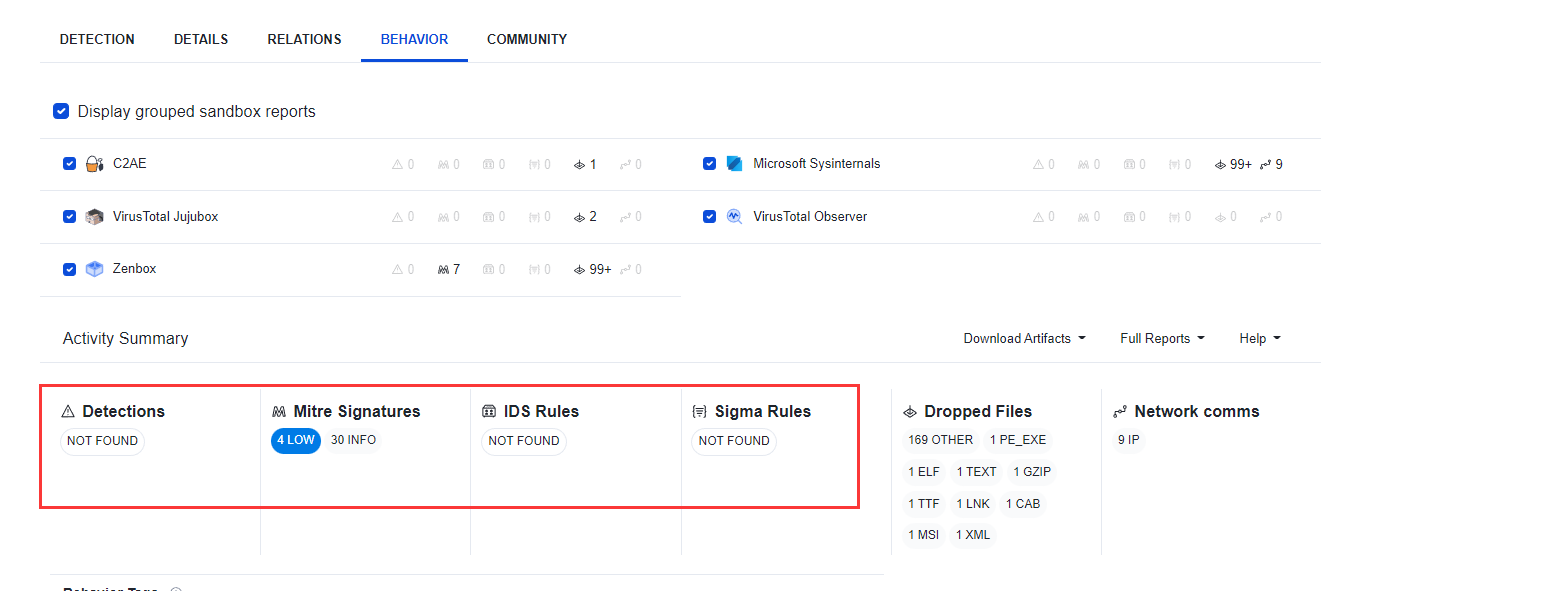 DETECTION DETAILS RELATIONS BEHAVIOR COMMUNITY
Display grouped sandbox reports
C2AE 0 0 0 0 1 0
Microsoft Sysinternals 0 0 0 0 99+ 9
VirusTotal Jujubox 0 0 0 0 2 0
VirusTotal Observer 0 0 0 0 0 0
Zenbox 0 7 0 0 99+ 0
Activity Summary
Download Artifacts Full Reports Help
Detections
NOT FOUND
Mitre Signatures
4 LOW 30 INFO
IDS Rules
NOT FOUND
Sigma Rules
NOT FOUND
Dropped Files
169 OTHER 1 PE_EXE
1 ELF 1 TEXT 1 GZIP
1 TTF 1 LNK 1 CAB
1 MSI 1 XML
Network comms
9 IP
Behavior Tags